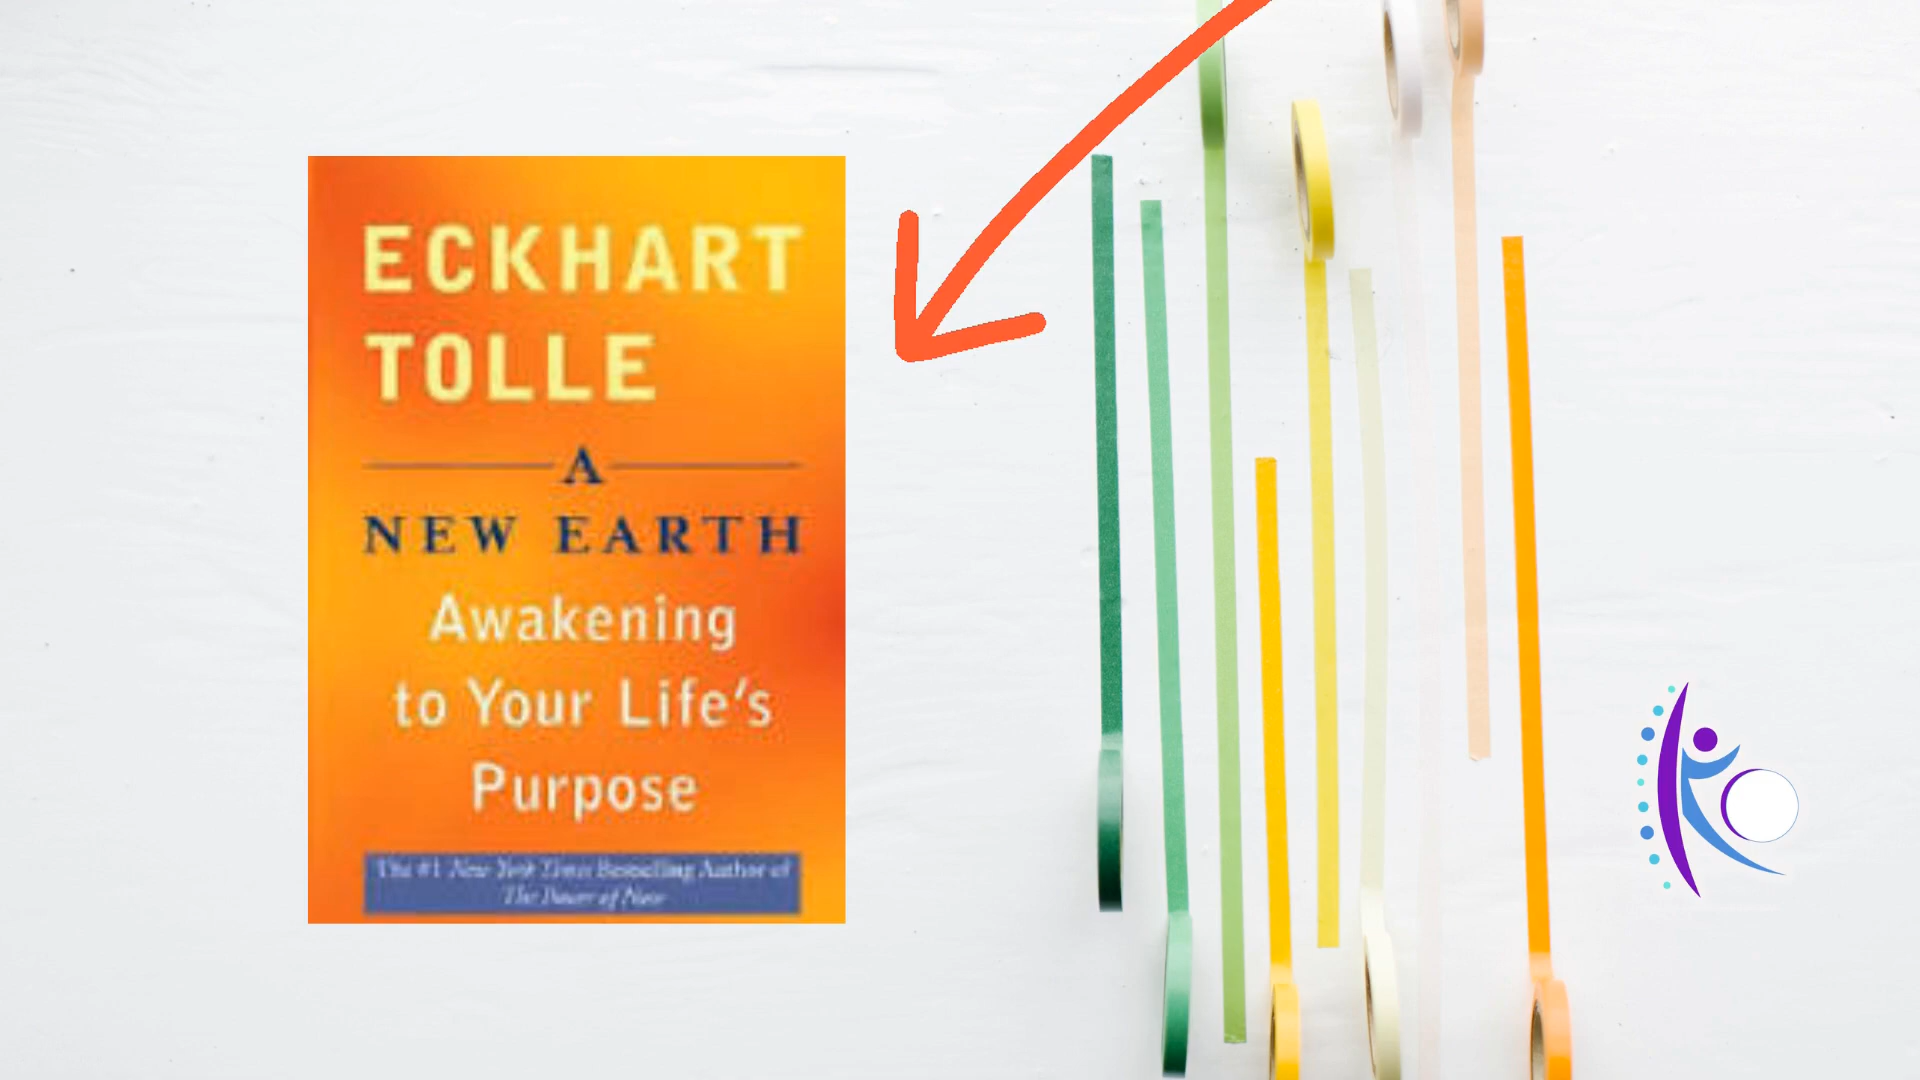 ECKHART
TOLLE
A
NEW EARTH
Awakening
to Your Life's
Purpose
The #1 New York Times Bestselling Author of
The Power of Now